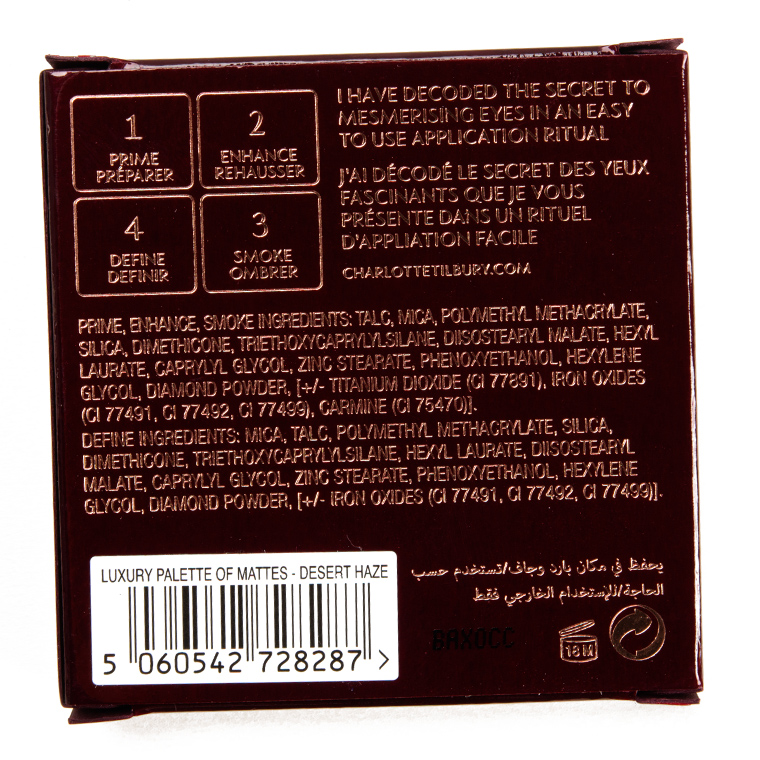 1
PRIME
PRÉPARER
2
ENHANCE
REHAUSSER
4
DEFINE
DEFINIR
3
SMOKE
OMBRER
I HAVE DECODED THE SECRET TO
MESMERISING EYES IN AN EASY
TO USE APPLICATION RITUAL
J'AI DÉCODÉ LE SECRET DES YEUX
FASCINANTS QUE JE VOUS
PRÉSENTE DANS UN RITUEL
D'APPLIATION FACILE
CHARLOTTETILBURY.COM
PRIME, ENHANCE, SMOKE INGREDIENTS: TALC, MICA, POLYMETHYL METHACRYLATE,
SILICA, DIMETHICONE, TRIETHOXYCAPRYLYLSILANE, DIISOSTEARYL MALATE, HEXYL
LAURATE, CAPRYLYL GLYCOL, ZINC STEARATE, PHENOXYETHANOL, HEXYLENE
GLYCOL, DIAMOND POWDER, [+/- TITANIUM DIOXIDE (CI 77891), IRON OXIDES
(CI 77491, CI 77492, CI 77499), CARMINE (CI 75470)].
DEFINE INGREDIENTS: MICA, TALC, POLYMETHYL METHACRYLATE, SILICA,
DIMETHICONE, TRIETHOXYCAPRYLYLSILANE, HEXYL LAURATE, DIISOSTEARYL
MALATE, CAPRYLYL GLYCOL, ZINC STEARATE, PHENOXYETHANOL, HEXYLENE
GLYCOL, DIAMOND POWDER, [+/- IRON OXIDES (CI 77491, CI 77492, CI 77499)].
LUXURY PALETTE OF MATTES - DESERT HAZE
5 060542 728287 >
يحفظ في مكان بارد وجاف/تستخدم حسب
الحاجة/للإستخدام الخارجي فقط
18M